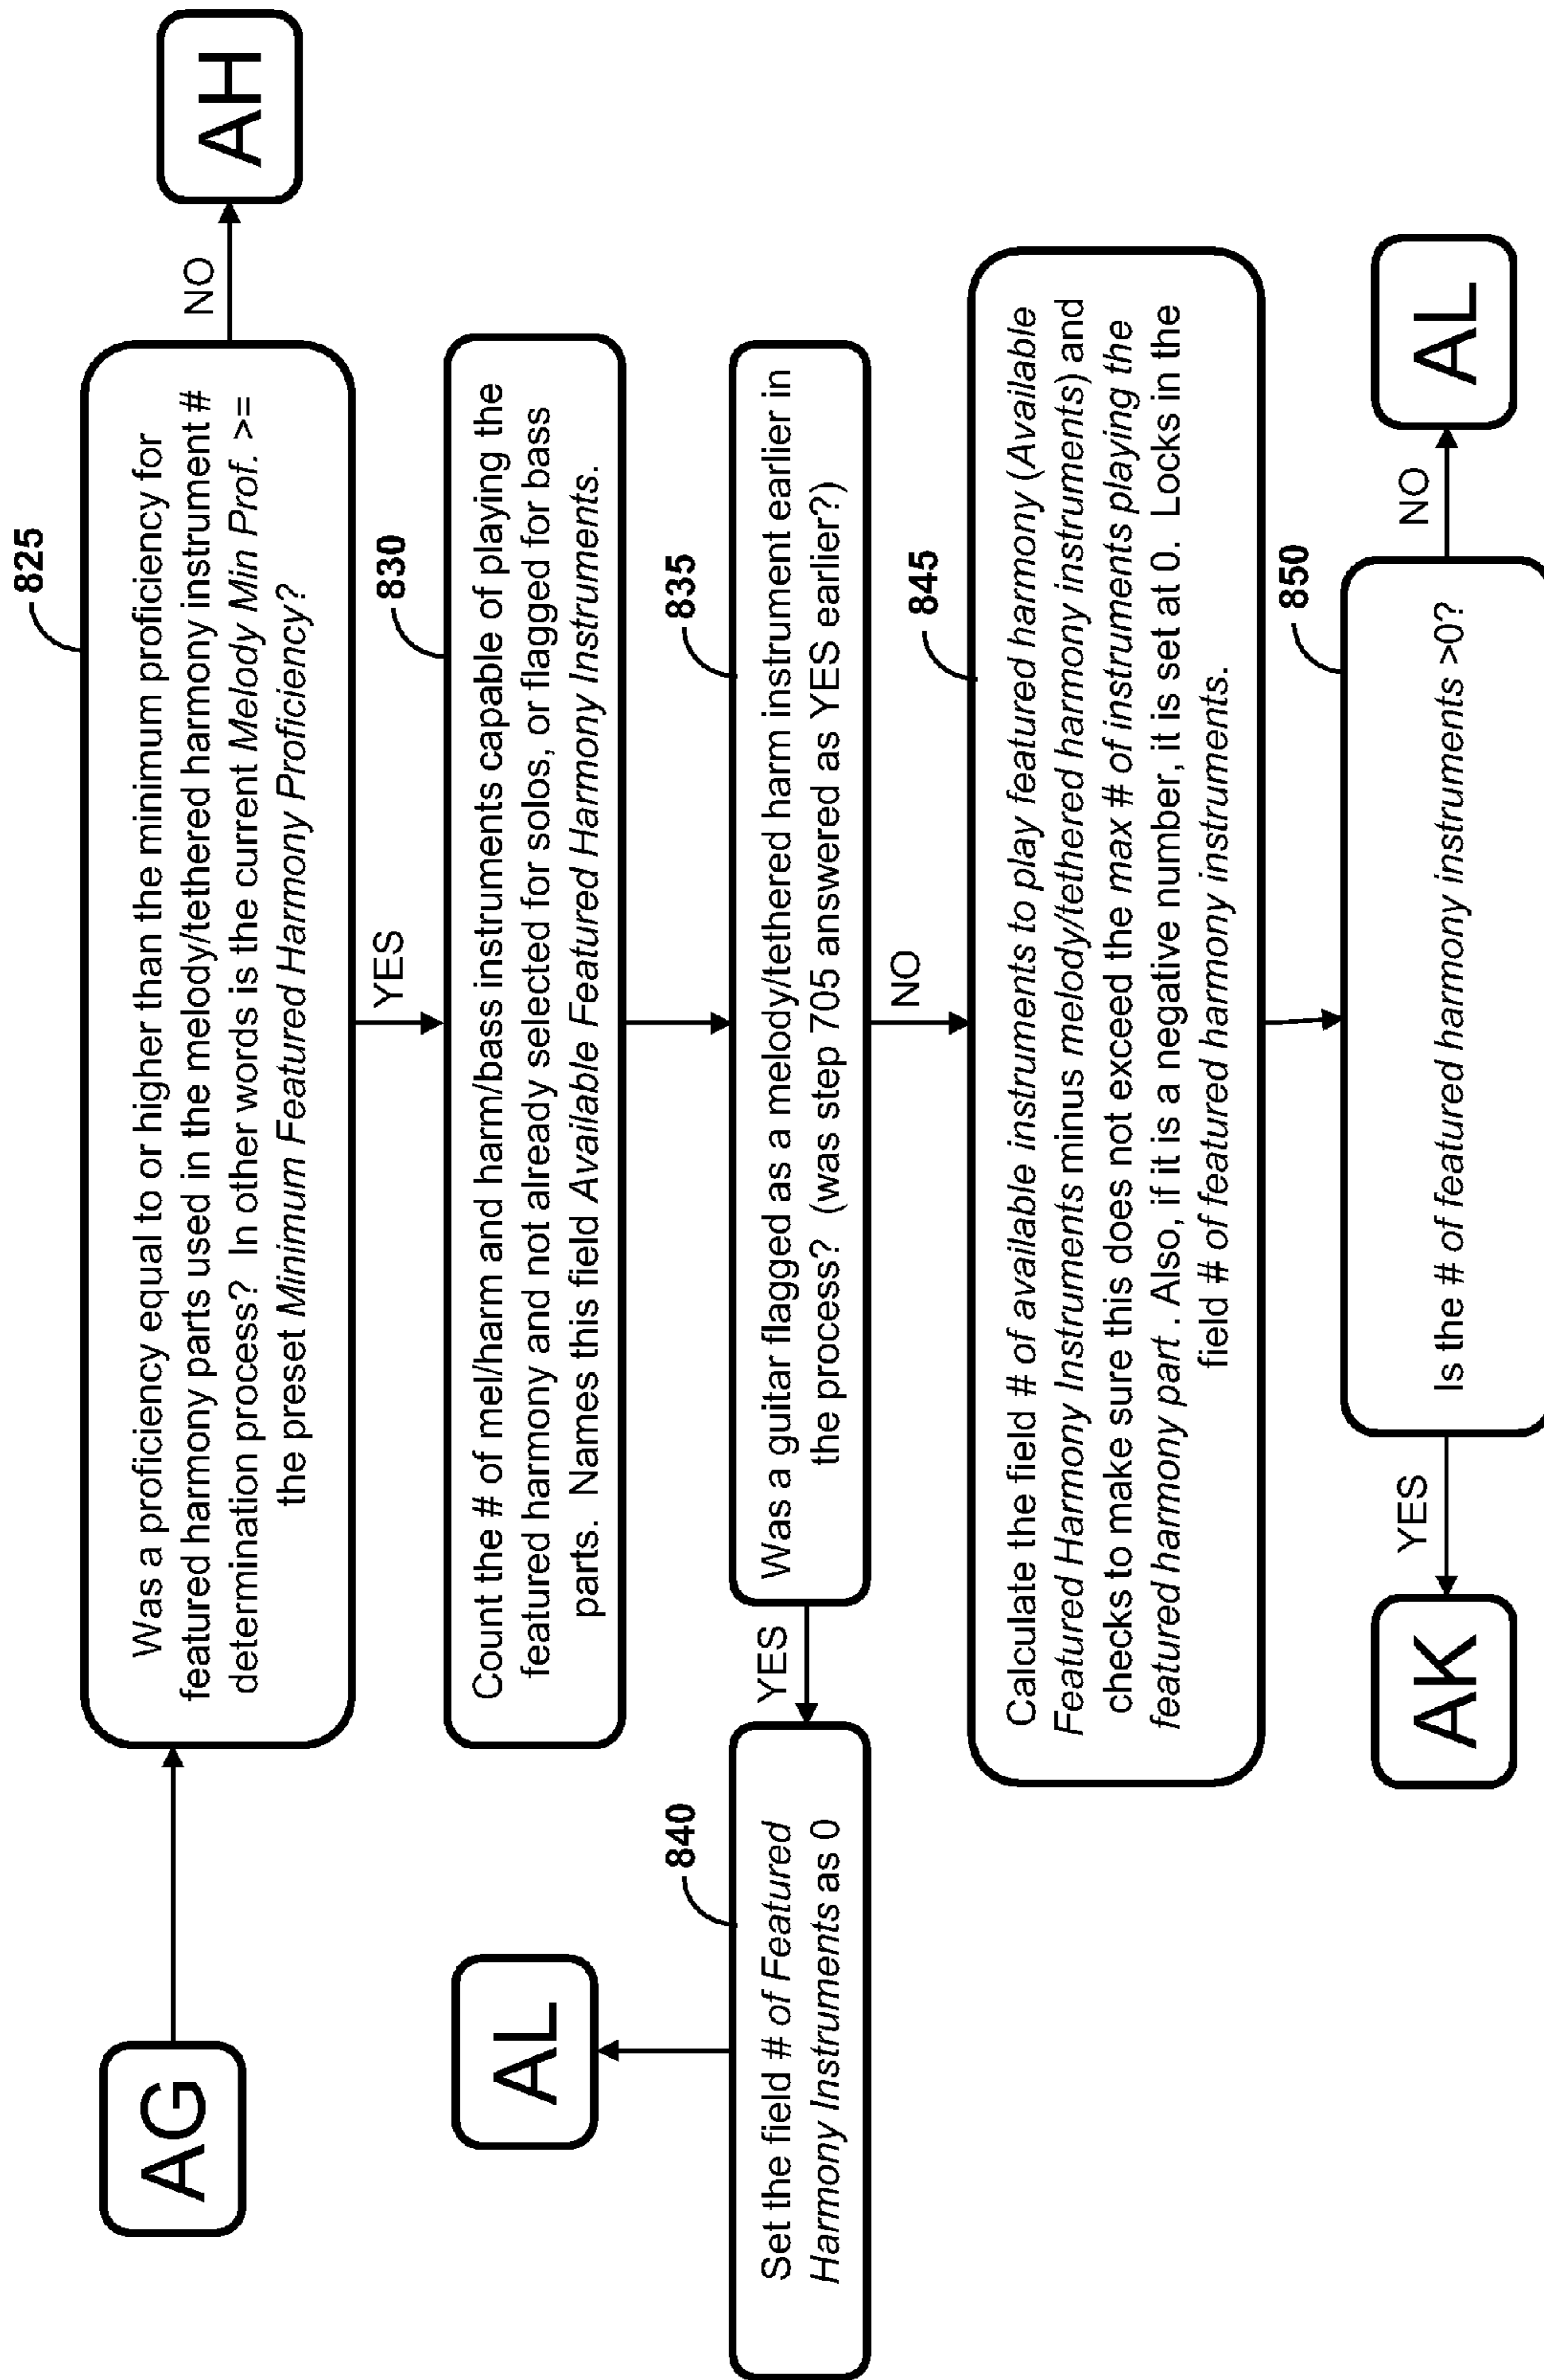 AG
825
Was a proficiency equal to or higher than the minimum proficiency for
featured harmony parts used in the melody/tethered harmony instrument #
determination process? In other words is the current Melody Min Prof. >=
the preset Minimum Featured Harmony Proficiency?
NO
AH
YES
830
Count the # of mel/harm and harm/bass instruments capable of playing the
featured harmony and not already selected for solos, or flagged for bass
parts. Names this field Available Featured Harmony Instruments.
835
Was a guitar flagged as a melody/tethered harm instrument earlier in
the process? (was step 705 answered as YES earlier?)
YES
840
Set the field # of Featured
Harmony Instruments as 0
AL
NO
845
Calculate the field # of available instruments to play featured harmony (Available
Featured Harmony Instruments minus melody/tethered harmony instruments) and
checks to make sure this does not exceed the max # of instruments playing the
featured harmony part . Also, if it is a negative number, it is set at 0. Locks in the
field # of featured harmony instruments.
850
Is the # of featured harmony instruments >0?
YES
AK
NO
AL